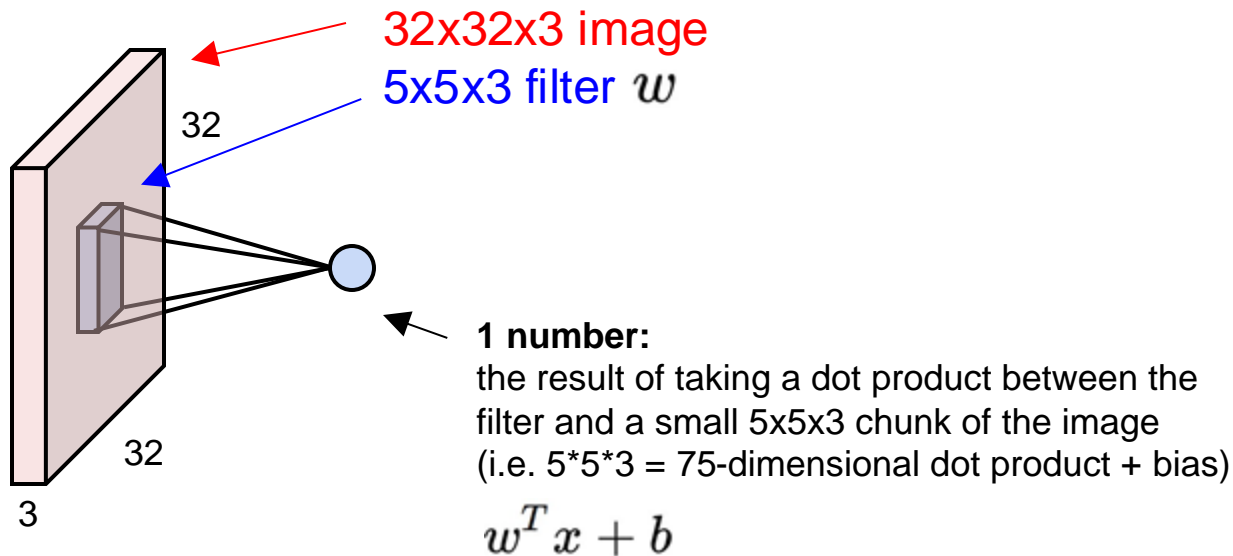 32x32x3 image
5x5x3 filter w
32
32
3
1 number:
the result of taking a dot product between the
filter and a small 5x5x3 chunk of the image
(i.e. 5*5*3 = 75-dimensional dot product + bias)
w^T x + b